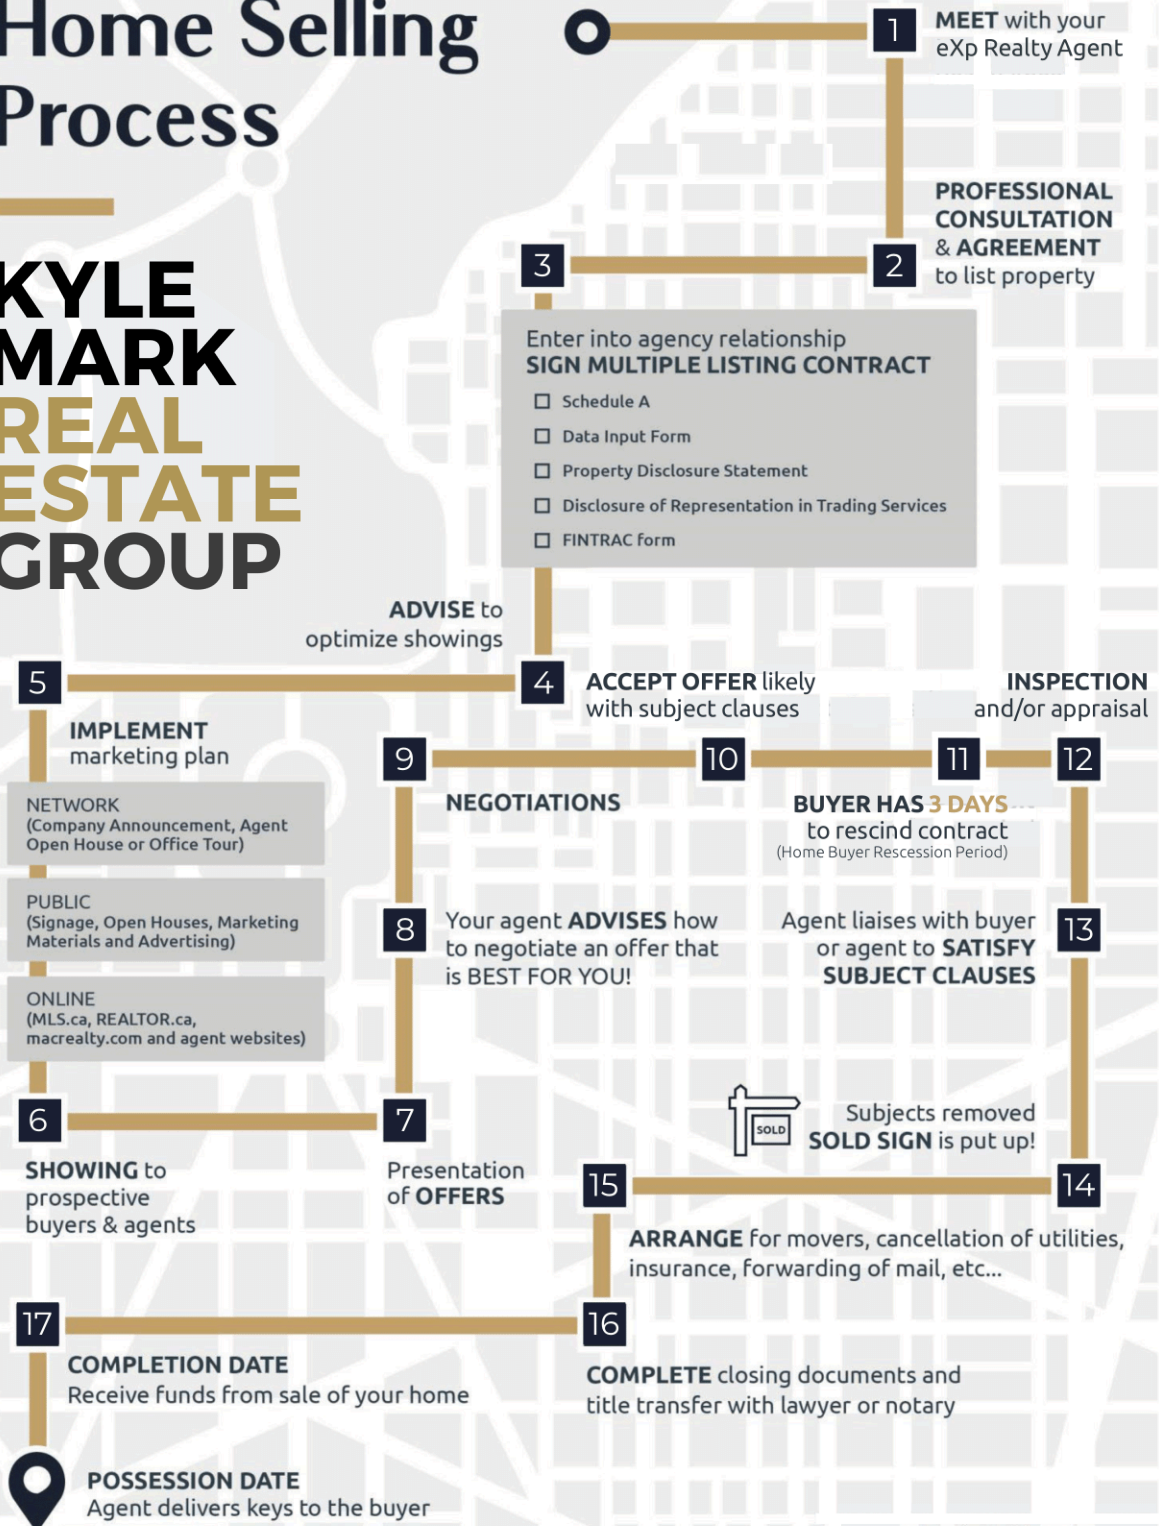 Home Selling
Process
KYLE
MARK
REAL
ESTATE
GROUP
1
MEET with your
eXp Realty Agent
2
PROFESSIONAL
CONSULTATION
& AGREEMENT
to list property
3
Enter into agency relationship
SIGN MULTIPLE LISTING CONTRACT
Schedule A
Data Input Form
Property Disclosure Statement
Disclosure of Representation in Trading Services
FINTRAC form
4
ADVISE to
optimize showings
5
IMPLEMENT
marketing plan
NETWORK
(Company Announcement, Agent
Open House or Office Tour)
PUBLIC
(Signage, Open Houses, Marketing
Materials and Advertising)
ONLINE
(MLS.ca, REALTOR.ca,
macrealty.com and agent websites)
6
SHOWING to
prospective
buyers & agents
7
Presentation
of OFFERS
8
Your agent ADVISES how
to negotiate an offer that
is BEST FOR YOU!
9
NEGOTIATIONS
10
ACCEPT OFFER likely
with subject clauses
11
BUYER HAS 3 DAYS
to rescind contract
(Home Buyer Rescession Period)
12
INSPECTION
and/or appraisal
13
Agent liaises with buyer
or agent to SATISFY
SUBJECT CLAUSES
14
SOLD
Subjects removed
SOLD SIGN is put up!
15
ARRANGE for movers, cancellation of utilities,
insurance, forwarding of mail, etc...
16
COMPLETE closing documents and
title transfer with lawyer or notary
17
COMPLETION DATE
Receive funds from sale of your home
POSSESSION DATE
Agent delivers keys to the buyer